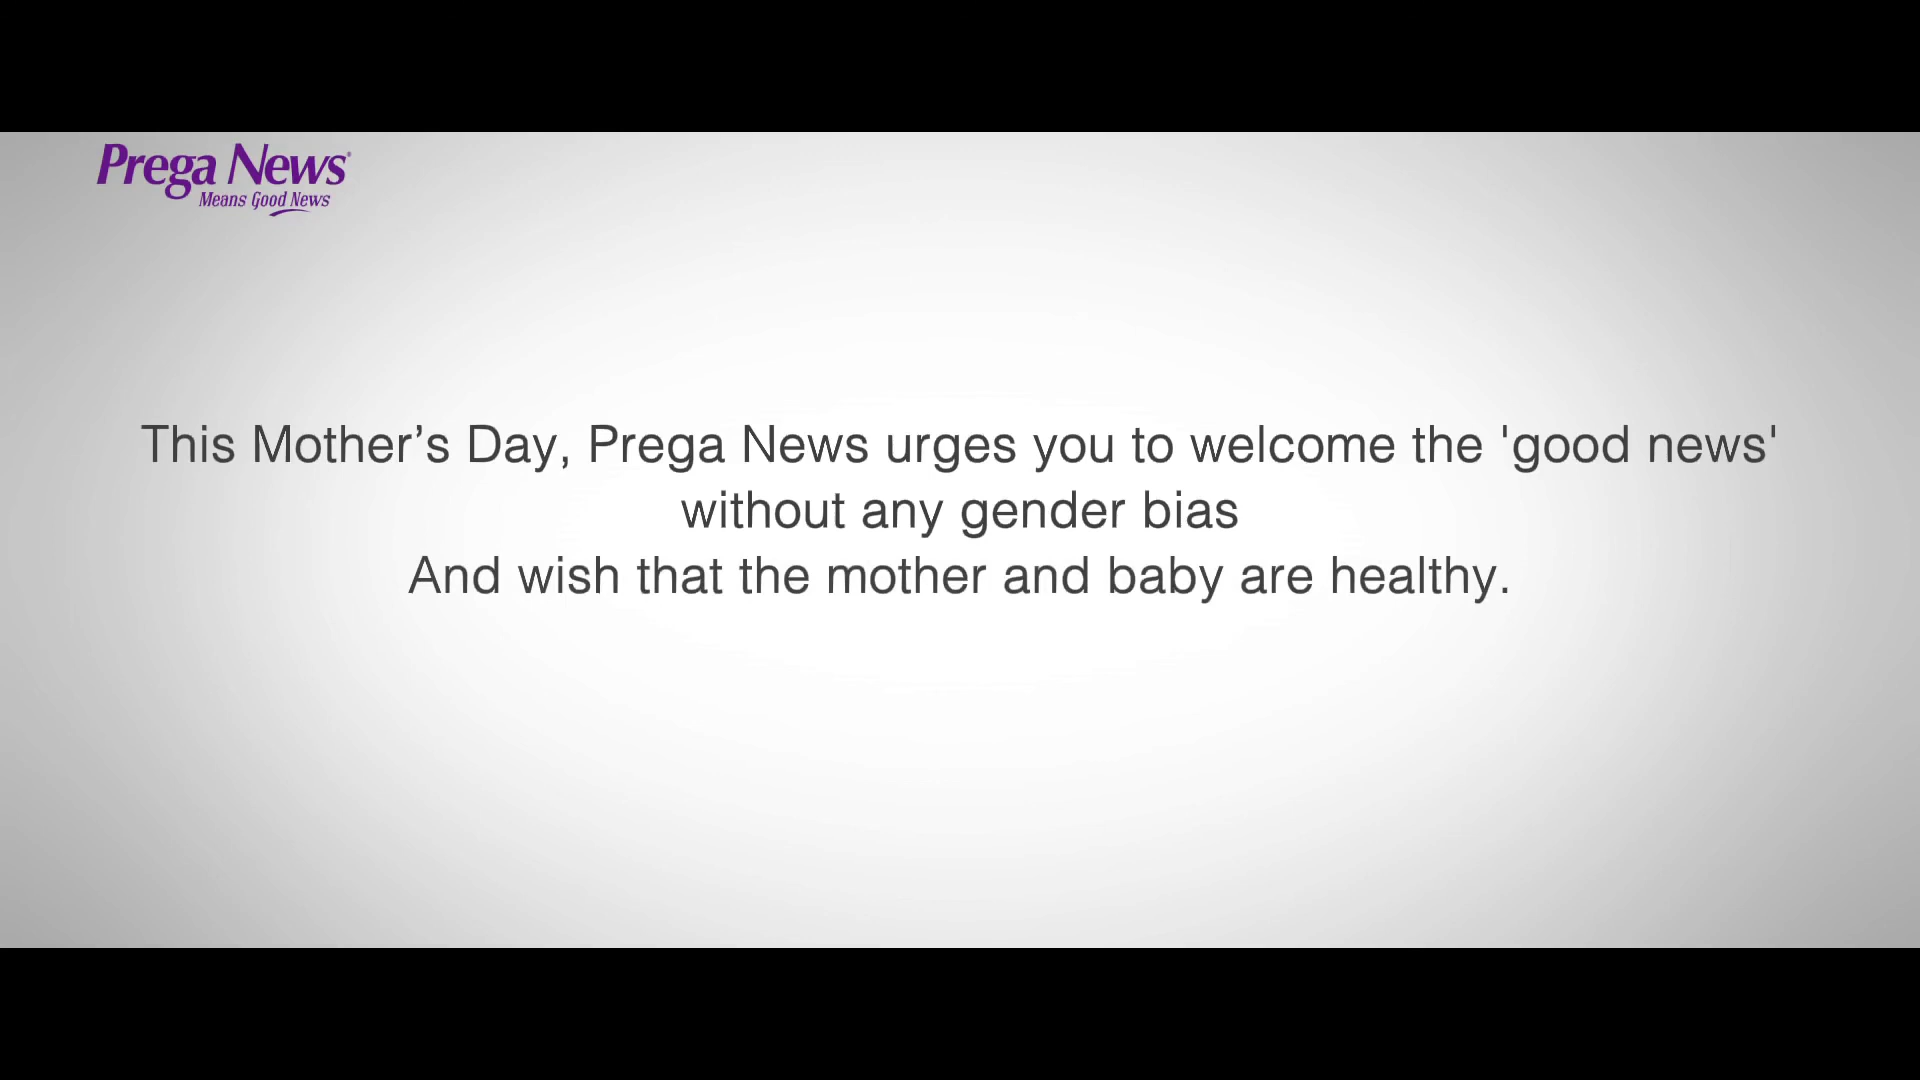 Prega News®
Means Good News
This Mother’s Day, Prega News urges you to welcome the 'good news'
without any gender bias
And wish that the mother and baby are healthy.